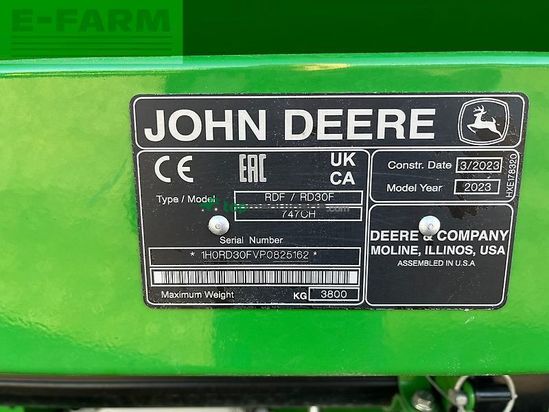 E-FARM
JOHN DEERE
CE EAC UK CA
Constr. Date 3/2023
Model Year 2023
HXE178320
Type / Model RDF / RD30F
747CH
Serial Number
* 1H0RD30FVP0825162 *
Maximum Weight KG 3800
DEERE & COMPANY
MOLINE, ILLINOS, USA
ASSEMBLED IN U.S.A